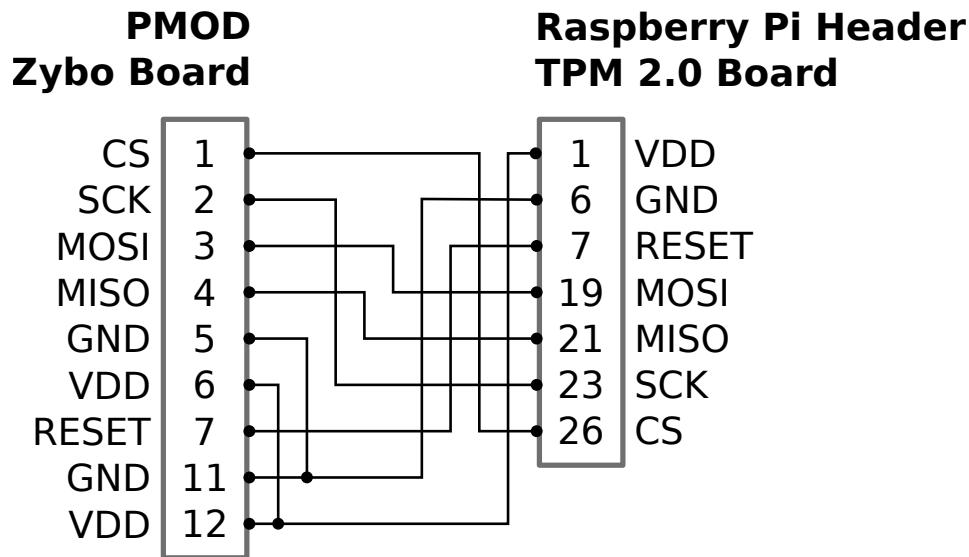 PMOD
Zybo Board
Raspberry Pi Header
TPM 2.0 Board
CS 1
SCK 2
MOSI 3
MISO 4
GND 5
VDD 6
RESET 7
GND 11
VDD 12
1 VDD
6 GND
7 RESET
19 MOSI
21 MISO
23 SCK
26 CS